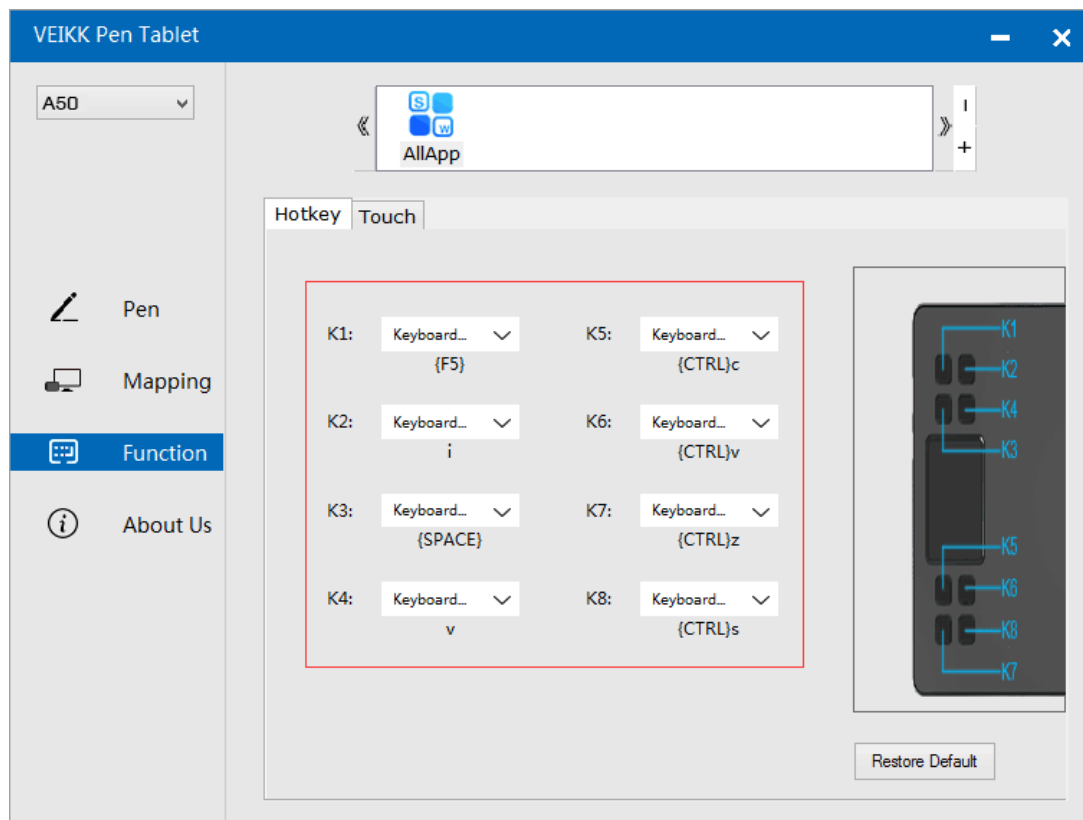 VEIKK Pen Tablet
A50
AllApp
Hotkey Touch
Pen
Mapping
Function
About Us
K1: Keyboard... K5: Keyboard...
{F5} {CTRL}c
K2: Keyboard... K6: Keyboard...
i {CTRL}v
K3: Keyboard... K7: Keyboard...
{SPACE} {CTRL}z
K4: Keyboard... K8: Keyboard...
v {CTRL}s
K1
K2
K4
K3
K5
K6
K8
K7
Restore Default